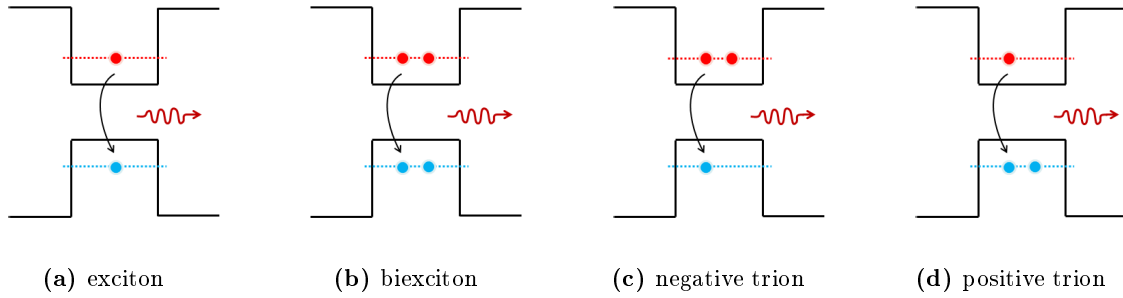 (a) exciton
(b) biexciton
(c) negative trion
(d) positive trion